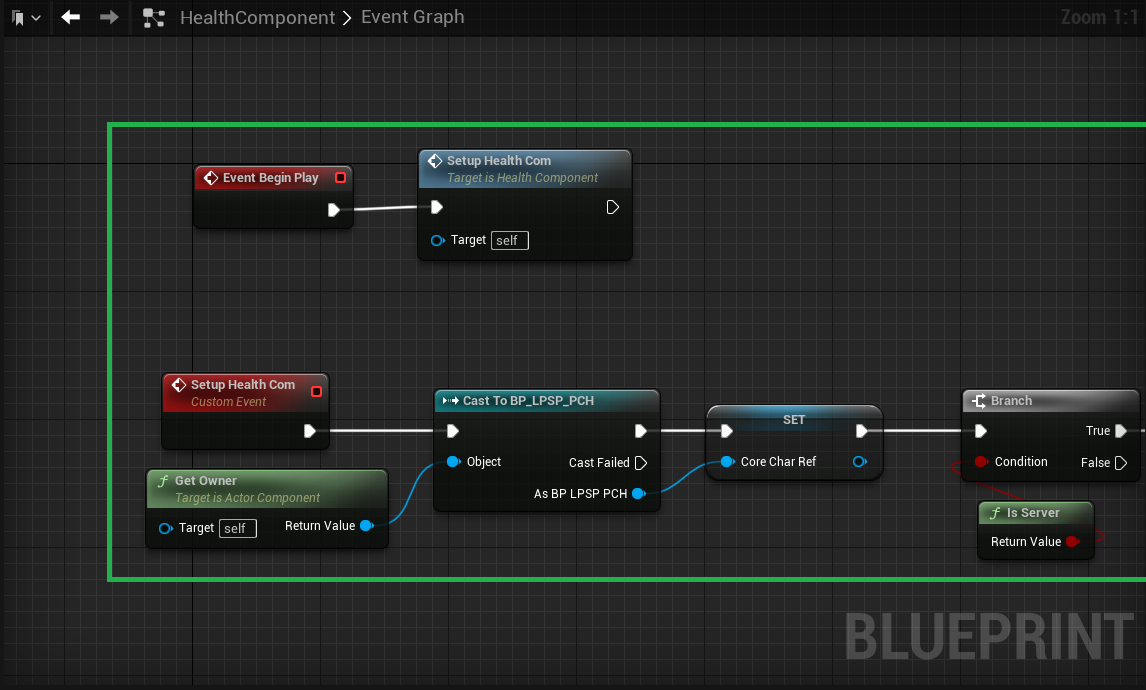 HealthComponent > Event Graph
Zoom 1:1
Event Begin Play
Setup Health Com
Target is Health Component
Target self
Setup Health Com
Custom Event
Get Owner
Target is Actor Component
Target self
Return Value
Cast To BP_LPSP_PCH
Object
Cast Failed
As BP LPSP PCH
SET
Core Char Ref
Branch
True
Condition
False
Is Server
Return Value
BLUEPRINT